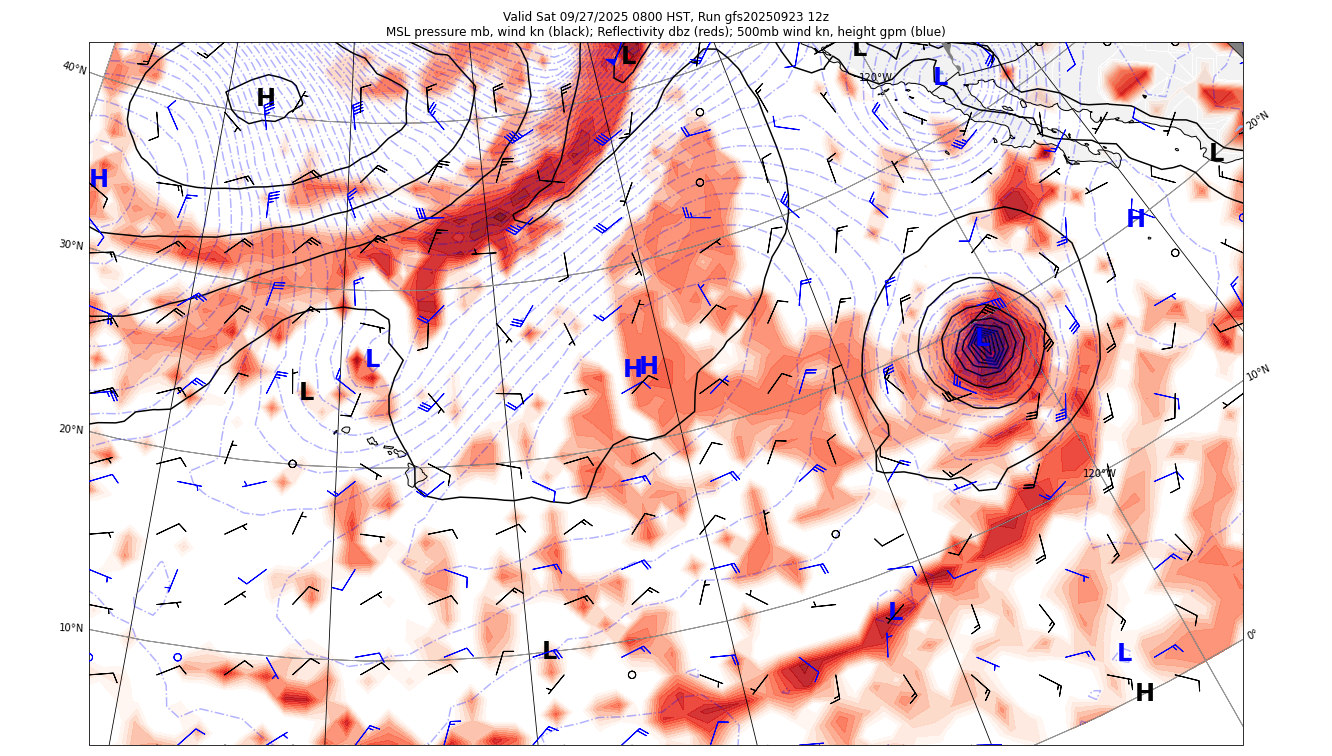 Valid Sat 09/27/2025 0800 HST, Run gfs20250923 12z
MSL pressure mb, wind kn (black); Reflectivity dbz (reds); 500mb wind kn, height gpm (blue)
L
L
40°N
120°W
L
H
20°N
L
H
H
30°N
L
L
HH
10°N
L
20°N
120°W
L
10°N
0°
L
L
H